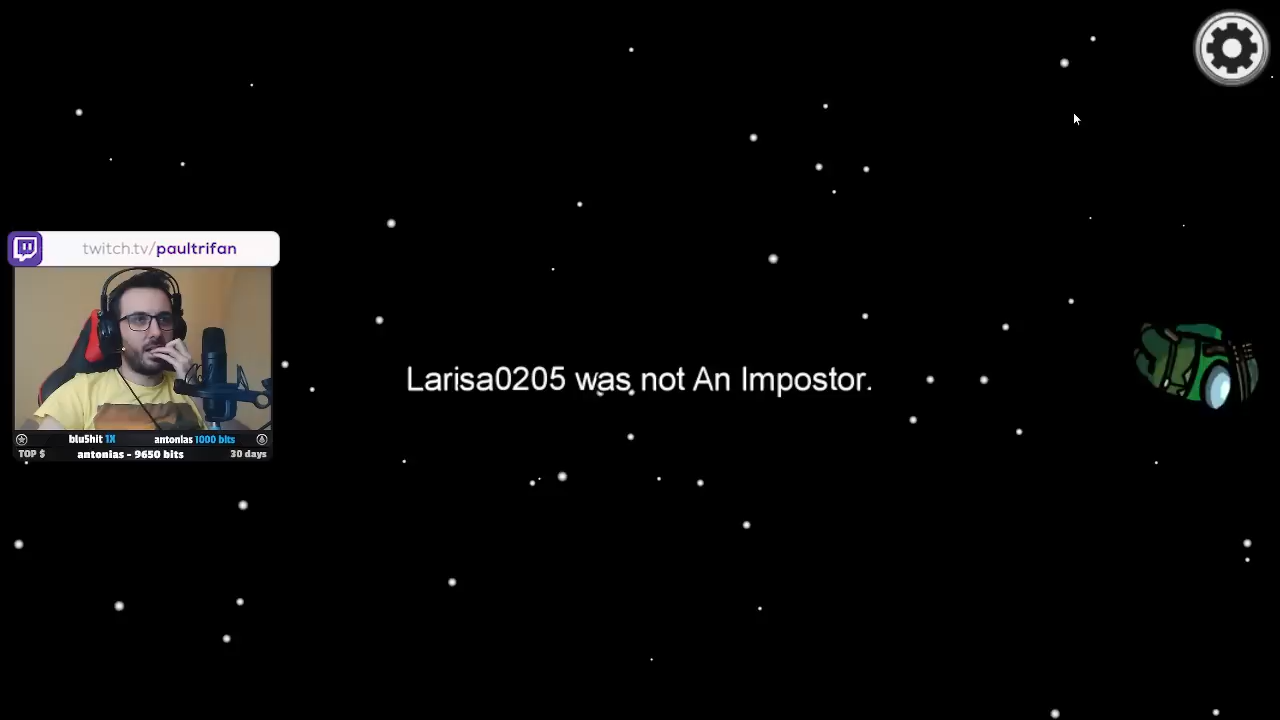 twitch.tv/paultrifan
Larisa0205 was not An Impostor.
blu5hit 1X
antonias 1000 bits
TOP $
antonias - 9650 bits
30 days